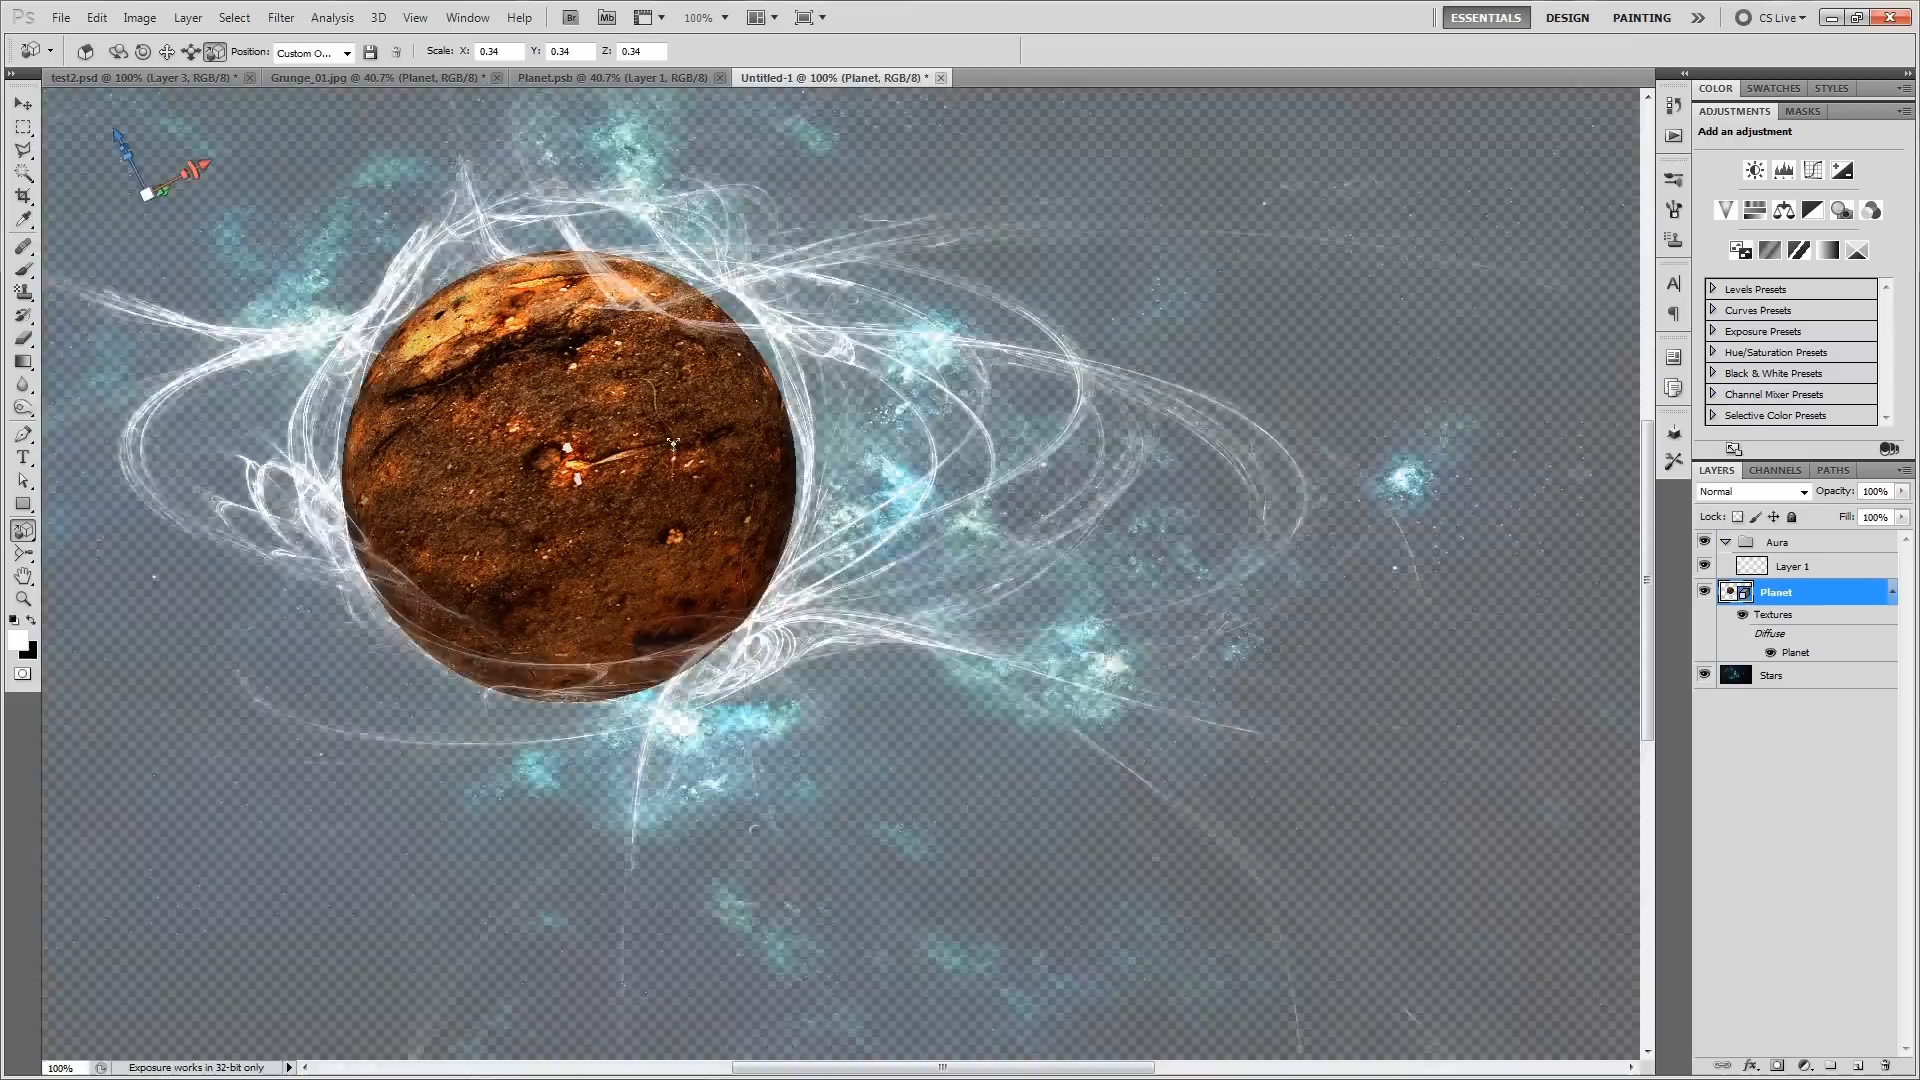 Ps File Edit Image Layer Select Filter Analysis 3D View Window Help Br Mb 100% ESSENTIALS DESIGN PAINTING CS Live
Position: Custom O... Scale: X: 0.34 Y: 0.34 Z: 0.34
test2.psd @ 100% (Layer 3, RGB/8) * Grunge_01.jpg @ 40.7% (Planet, RGB/8) * Planet.psb @ 40.7% (Layer 1, RGB/8) Untitled-1 @ 100% (Planet, RGB/8) *
COLOR SWATCHES STYLES
ADJUSTMENTS MASKS
Add an adjustment
Levels Presets
Curves Presets
Exposure Presets
Hue/Saturation Presets
Black & White Presets
Channel Mixer Presets
Selective Color Presets
LAYERS CHANNELS PATHS
Normal Opacity: 100%
Lock: Fill: 100%
Aura
Layer 1
Planet
Textures
Diffuse
Planet
Stars
100% Exposure works in 32-bit only